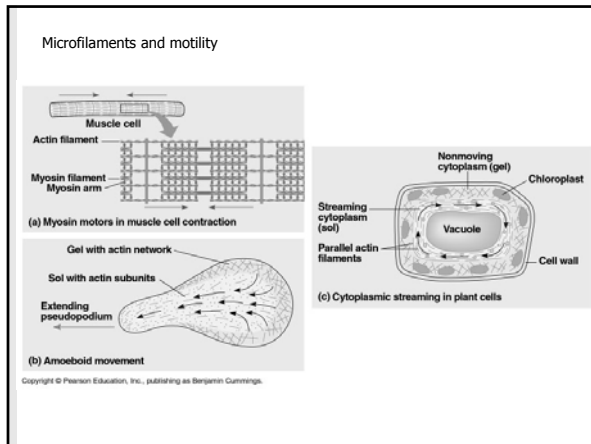 Microfilaments and motility
Muscle cell
Actin filament
Myosin filament
Myosin arm
(a) Myosin motors in muscle cell contraction
Gel with actin network
Sol with actin subunits
Extending
pseudopodium
(b) Amoeboid movement
Nonmoving
cytoplasm (gel)
Chloroplast
Streaming
cytoplasm
(sol)
Vacuole
Parallel actin
filaments
Cell wall
(c) Cytoplasmic streaming in plant cells
Copyright © Pearson Education, Inc., publishing as Benjamin Cummings.